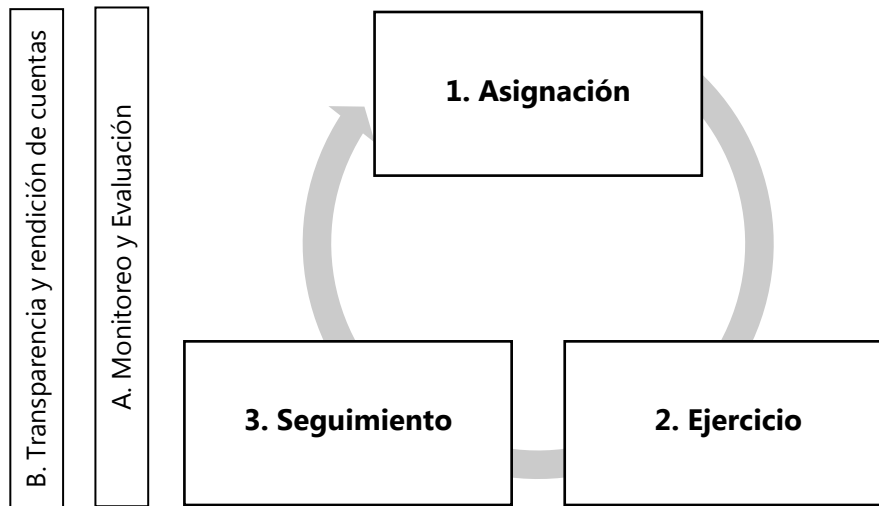 B. Transparencia y rendición de cuentas
A. Monitoreo y Evaluación
1. Asignación
3. Seguimiento
2. Ejercicio